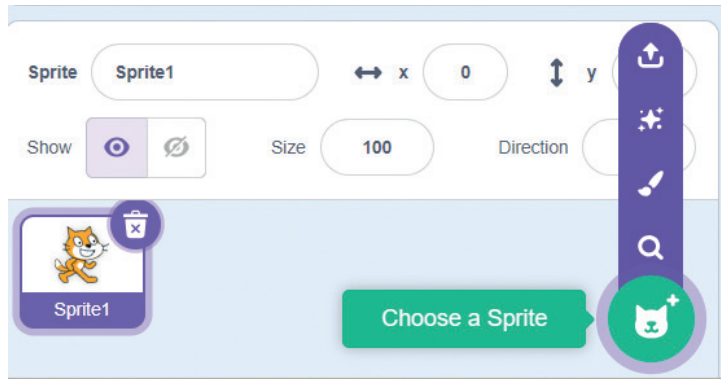 Sprite Sprite1 x 0 y
Show Size 100 Direction
Sprite1
Choose a Sprite